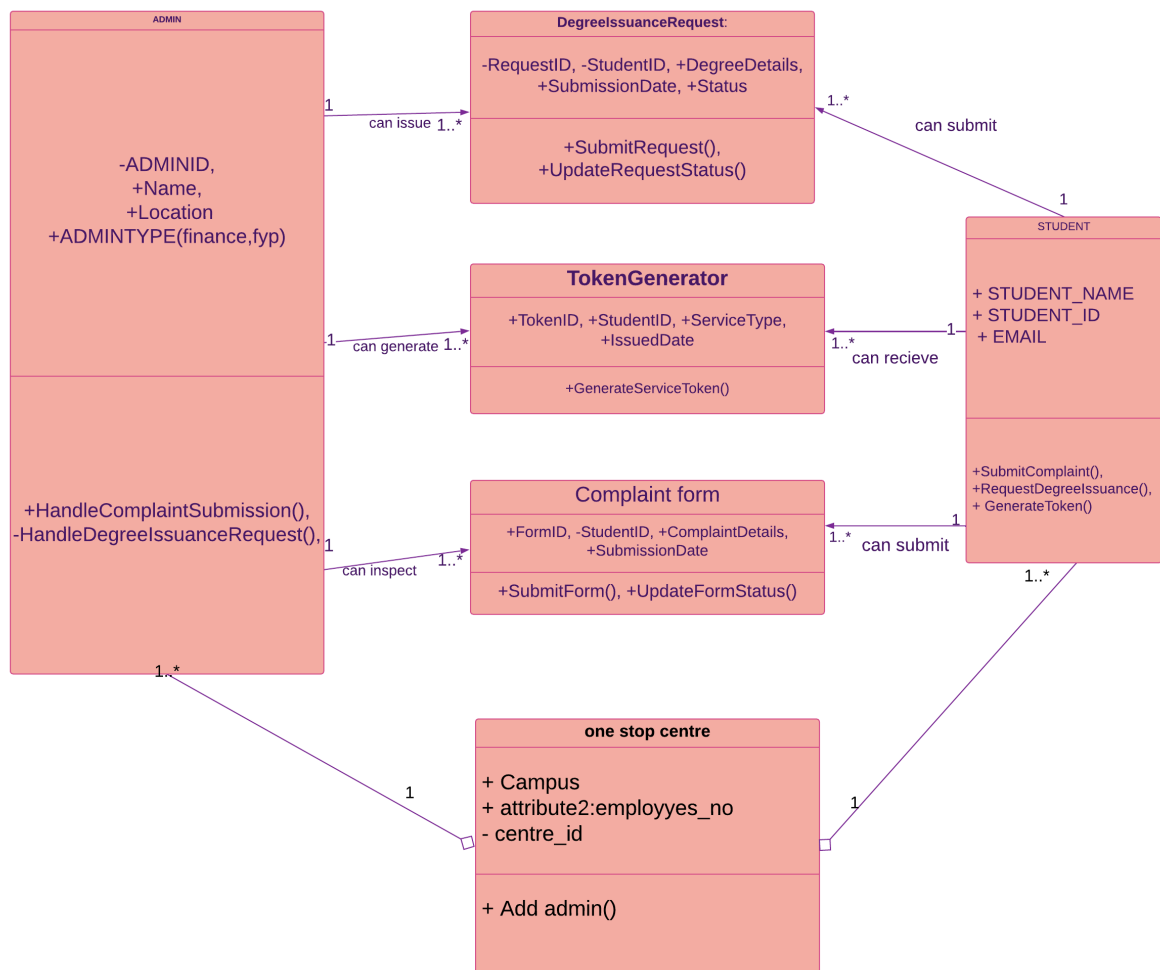 ADMIN
-ADMINID,
+Name,
+Location
+ADMINTYPE(finance,fyp)
+HandleComplaintSubmission(),
-HandleDegreeIssuanceRequest(),
DegreeIssuanceRequest:
-RequestID, -StudentID, +DegreeDetails,
+SubmissionDate, +Status
+SubmitRequest(),
+UpdateRequestStatus()
1
can issue
1..*
1..*
can submit
1
TokenGenerator
+TokenID, +StudentID, +ServiceType,
+IssuedDate
+GenerateServiceToken()
1
can generate
1..*
1..*
can recieve
1
STUDENT
+ STUDENT_NAME
+ STUDENT_ID
+ EMAIL
+SubmitComplaint(),
+RequestDegreeIssuance(),
+ GenerateToken()
Complaint form
+FormID, -StudentID, +ComplaintDetails,
+SubmissionDate
+SubmitForm(), +UpdateFormStatus()
1
can inspect
1..*
1..*
can submit
1
1..*
1
1..*
1
one stop centre
+ Campus
+ attribute2:employyes_no
- centre_id
+ Add admin()